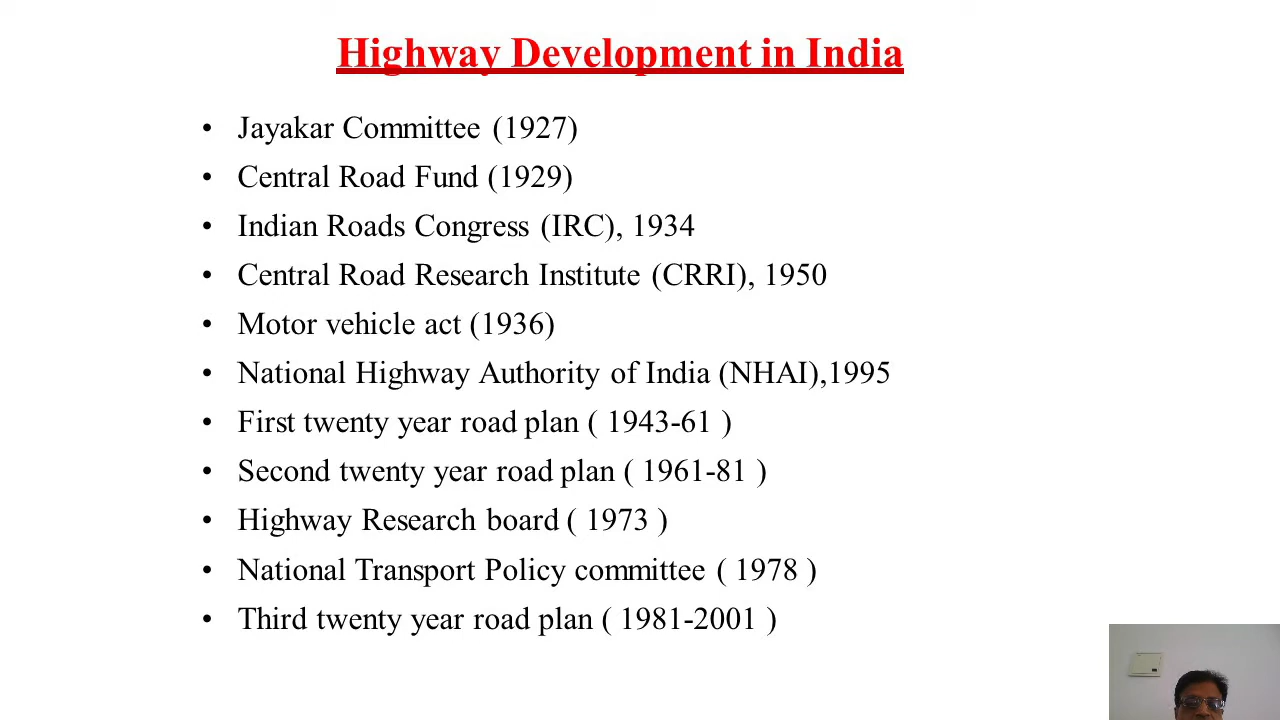 Highway Development in India
• Jayakar Committee (1927)
• Central Road Fund (1929)
• Indian Roads Congress (IRC), 1934
• Central Road Research Institute (CRRI), 1950
• Motor vehicle act (1936)
• National Highway Authority of India (NHAI),1995
• First twenty year road plan ( 1943-61 )
• Second twenty year road plan ( 1961-81 )
• Highway Research board ( 1973 )
• National Transport Policy committee ( 1978 )
• Third twenty year road plan ( 1981-2001 )